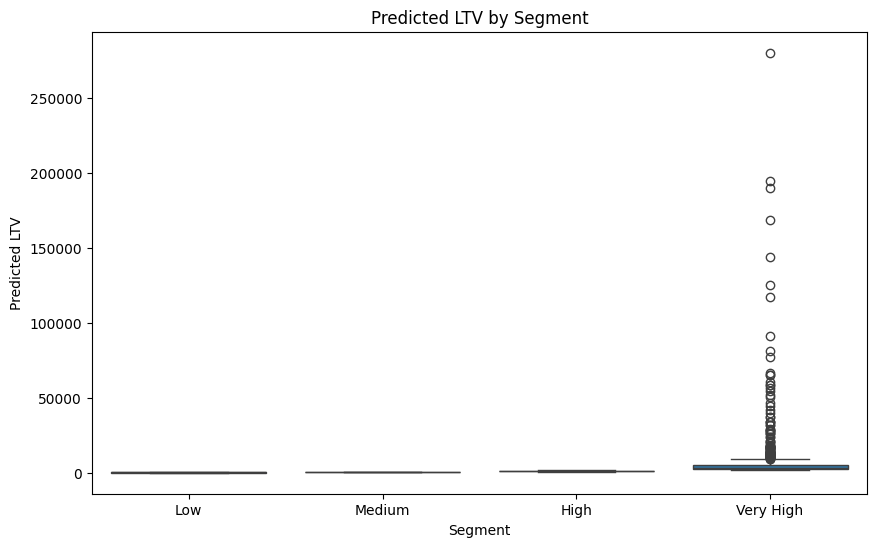 Predicted LTV by Segment
Predicted LTV
250000
200000
150000
100000
50000
0
Low Medium High Very High
Segment